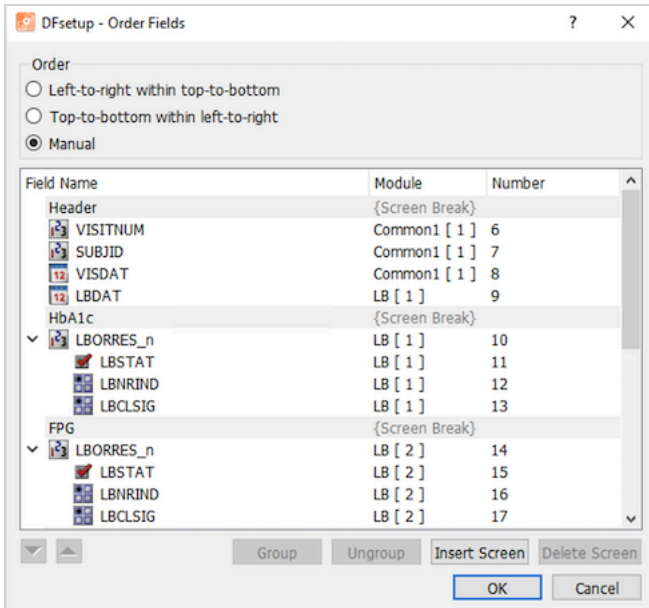 DFsetup - Order Fields
Order
Left-to-right within top-to-bottom
Top-to-bottom within left-to-right
Manual
Field Name Module Number
Header {Screen Break}
VISITNUM Common1 [ 1 ] 6
SUBJID Common1 [ 1 ] 7
12 VISDAT Common1 [ 1 ] 8
12 LBDAT LB [ 1 ] 9
HbA1c {Screen Break}
LBORRES_n LB [ 1 ] 10
LBSTAT LB [ 1 ] 11
LBNRIND LB [ 1 ] 12
LBCLSIG LB [ 1 ] 13
FPG {Screen Break}
LBORRES_n LB [ 2 ] 14
LBSTAT LB [ 2 ] 15
LBNRIND LB [ 2 ] 16
LBCLSIG LB [ 2 ] 17
Group Ungroup Insert Screen Delete Screen
OK Cancel